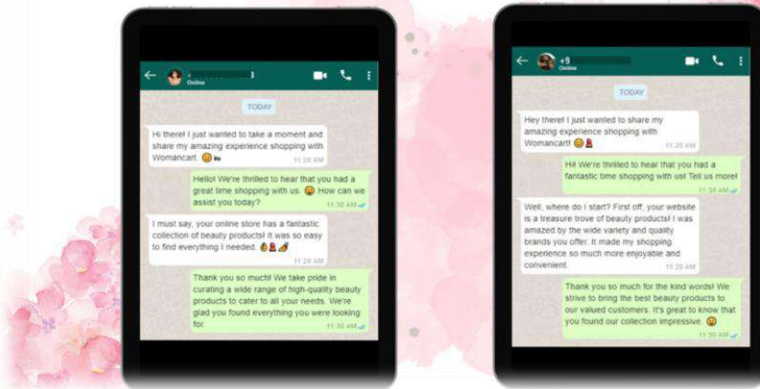 Online
TODAY
Hi there! I just wanted to take a moment and
share my amazing experience shopping with
Womancart.
11:29 AM
Hello! We're thrilled to hear that you had a
great time shopping with us. 😀 How can we
assist you today?
11:30 AM
I must say, your online store has a fantastic
collection of beauty products! It was so easy
to find everything I needed.
11:29 AM
Thank you so much! We take pride in
curating a wide range of high-quality beauty
products to cater to all your needs. We're
glad you found everything you were looking
for.
11:30 AM
+9
Online
TODAY
Hey there! I just wanted to share my
amazing experience shopping with
Womancart!
11:29 AM
Hi! We're thrilled to hear that you had a
fantastic time shopping with us! Tell us more!
11:30 AM
Well, where do I start? First off, your website
is a treasure trove of beauty products! I was
amazed by the wide variety and quality
brands you offer. It made my shopping
experience so much more enjoyable and
convenient.
11:29 AM
Thank you so much for the kind words! We
strive to bring the best beauty products to
our valued customers. It's great to know that
you found our collection impressive.
11:30 AM